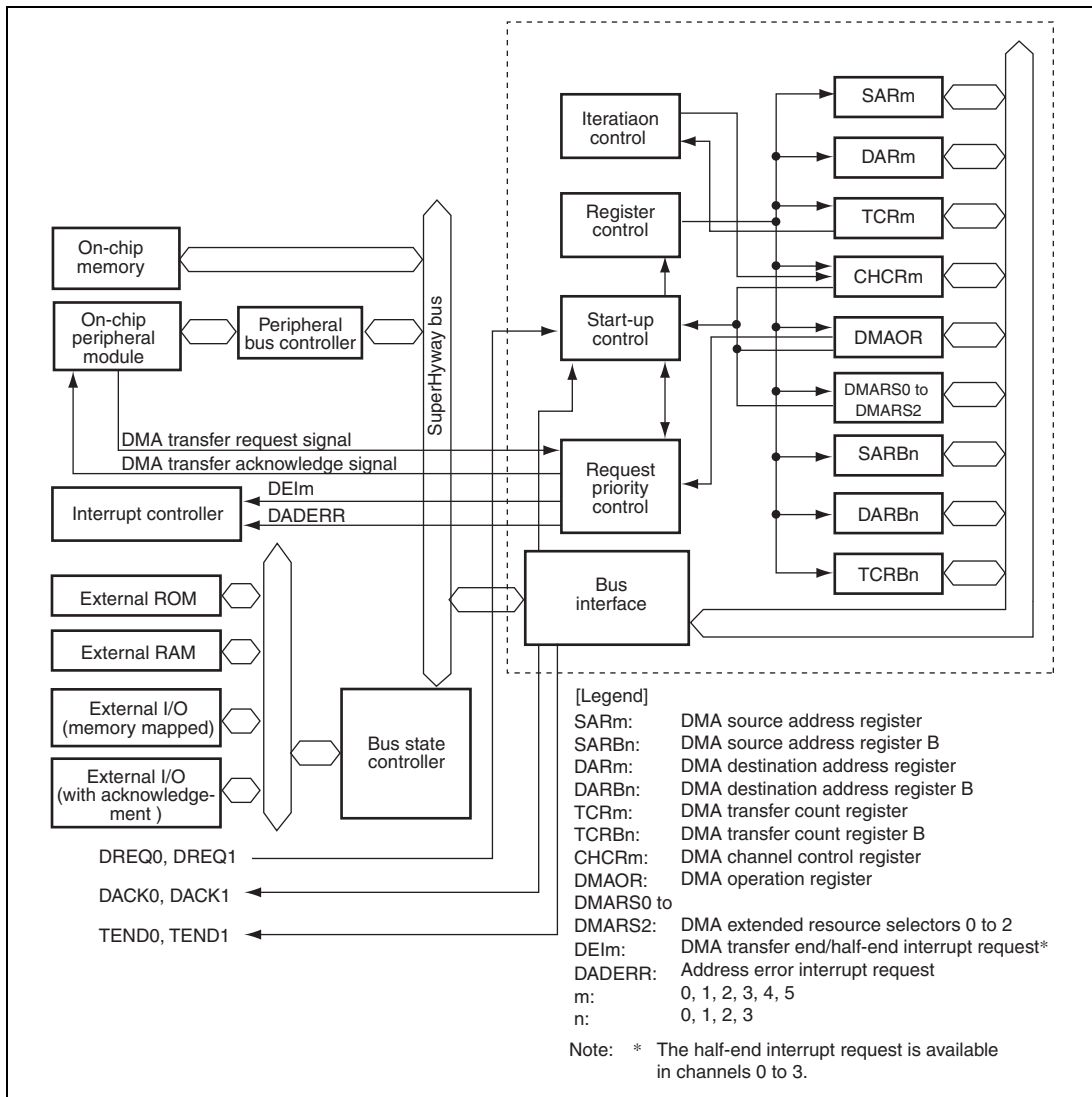 Iteratiaon
control
Register
control
Start-up
control
Request
priority
control
Bus
interface
SARm
DARm
TCRm
CHCRm
DMAOR
DMARS0 to
DMARS2
SARBn
DARBn
TCRBn
On-chip
memory
On-chip
peripheral
module
Peripheral
bus controller
SuperHyway bus
DMA transfer request signal
DMA transfer acknowledge signal
DEIm
DADERR
Interrupt controller
External ROM
External RAM
External I/O
(memory mapped)
External I/O
(with acknowledge-
ment )
Bus state
controller
DREQ0, DREQ1
DACK0, DACK1
TEND0, TEND1
[Legend]
SARm: DMA source address register
SARBn: DMA source address register B
DARm: DMA destination address register
DARBn: DMA destination address register B
TCRm: DMA transfer count register
TCRBn: DMA transfer count register B
CHCRm: DMA channel control register
DMAOR: DMA operation register
DMARS0 to
DMARS2: DMA extended resource selectors 0 to 2
DEIm: DMA transfer end/half-end interrupt request*
DADERR: Address error interrupt request
m: 0, 1, 2, 3, 4, 5
n: 0, 1, 2, 3
Note: * The half-end interrupt request is available
in channels 0 to 3.